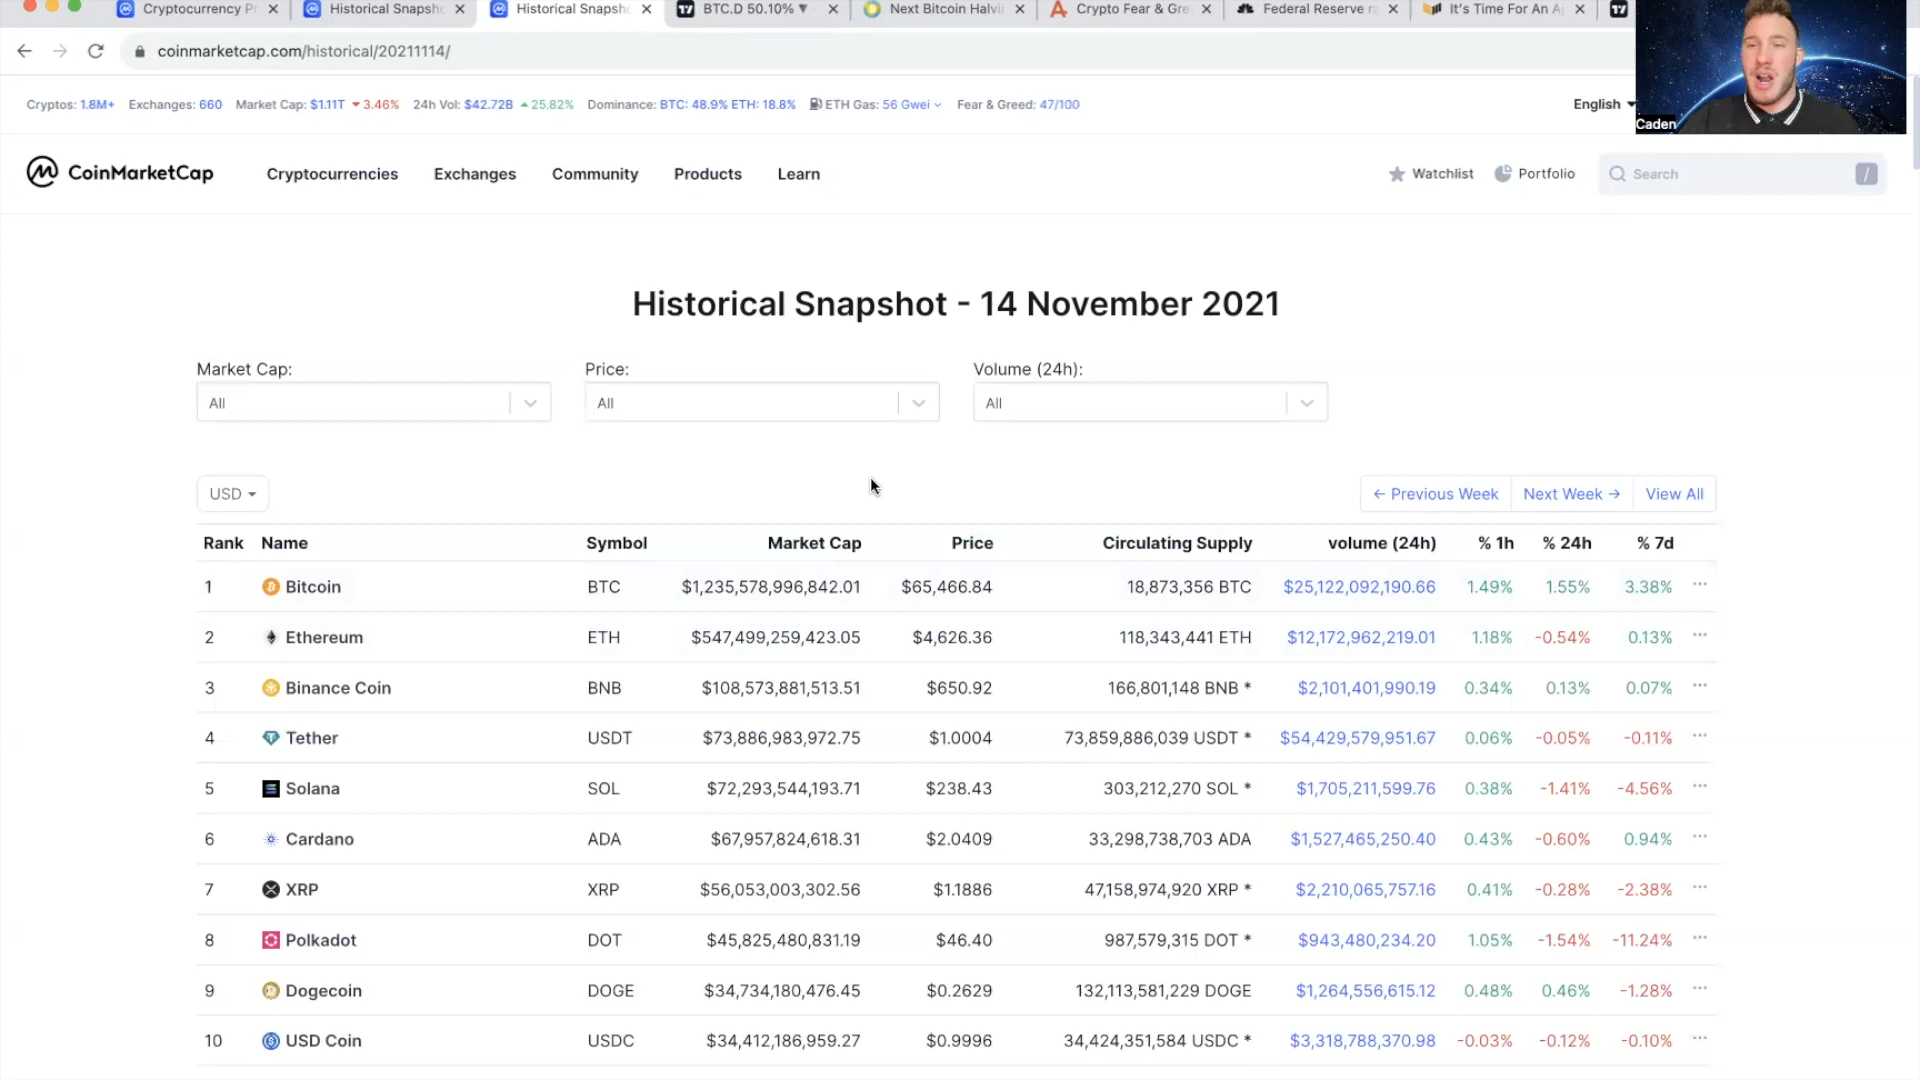 Cryptocurrency P
Historical Snapsh
Historical Snapsh
BTC.D 50.10% ▼
Next Bitcoin Halvi
Crypto Fear & Gre
Federal Reserve ra
It's Time For An A
coinmarketcap.com/historical/20211114/
Cryptos: 1.8M+ Exchanges: 660 Market Cap: $1.11T ▼ 3.46% 24h Vol: $42.72B ▲ 25.82% Dominance: BTC: 48.9% ETH: 18.8% ETH Gas: 56 Gwei Fear & Greed: 47/100 English
Caden
CoinMarketCap Cryptocurrencies Exchanges Community Products Learn Watchlist Portfolio Search /
Historical Snapshot - 14 November 2021
Market Cap: Price: Volume (24h):
All All All
USD ← Previous Week Next Week → View All
Rank Name Symbol Market Cap Price Circulating Supply volume (24h) % 1h % 24h % 7d
1 Bitcoin BTC $1,235,578,996,842.01 $65,466.84 18,873,356 BTC $25,122,092,190.66 1.49% 1.55% 3.38% ...
2 Ethereum ETH $547,499,259,423.05 $4,626.36 118,343,441 ETH $12,172,962,219.01 1.18% -0.54% 0.13% ...
3 Binance Coin BNB $108,573,881,513.51 $650.92 166,801,148 BNB * $2,101,401,990.19 0.34% 0.13% 0.07% ...
4 Tether USDT $73,886,983,972.75 $1.0004 73,859,886,039 USDT * $54,429,579,951.67 0.06% -0.05% -0.11% ...
5 Solana SOL $72,293,544,193.71 $238.43 303,212,270 SOL * $1,705,211,599.76 0.38% -1.41% -4.56% ...
6 Cardano ADA $67,957,824,618.31 $2.0409 33,298,738,703 ADA $1,527,465,250.40 0.43% -0.60% 0.94% ...
7 XRP XRP $56,053,003,302.56 $1.1886 47,158,974,920 XRP * $2,210,065,757.16 0.41% -0.28% -2.38% ...
8 Polkadot DOT $45,825,480,831.19 $46.40 987,579,315 DOT * $943,480,234.20 1.05% -1.54% -11.24% ...
9 Dogecoin DOGE $34,734,180,476.45 $0.2629 132,113,581,229 DOGE $1,264,556,615.12 0.48% 0.46% -1.28% ...
10 USD Coin USDC $34,412,186,959.27 $0.9996 34,424,351,584 USDC * $3,318,788,370.98 -0.03% -0.12% -0.10% ...